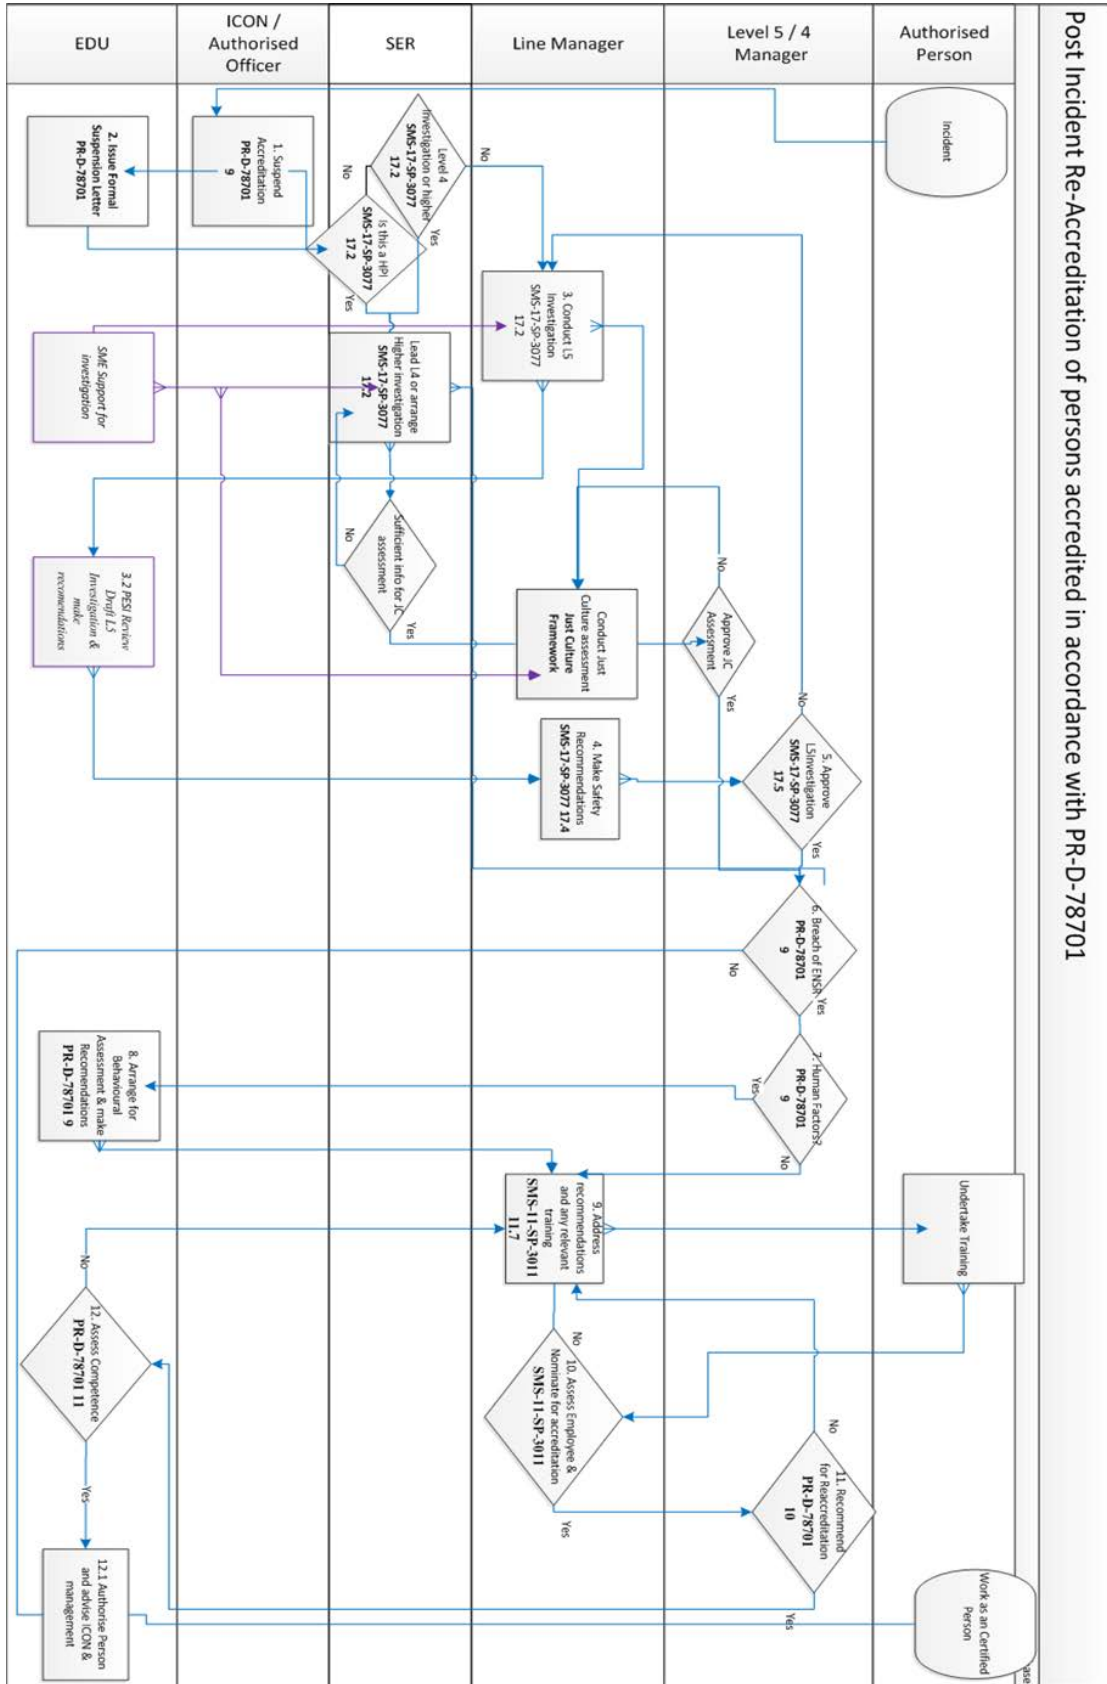 Post Incident Re-Accreditation of persons accredited in accordance with PR-D-78701
EDU
ICON /
Authorised
Officer
SER
Line Manager
Level 5 / 4
Manager
Authorised
Person
Incident
1. Suspend
Accreditation
PR-D-78701
9
2. Issue Formal
Suspension Letter
PR-D-78701
Level 4
Investigation or higher
SMS-17-SP-3077
17.2
No
Yes
No
Is this a HPI
SMS-17-SP-3077
17.2
Yes
3. Conduct L5
Investigation
SMS-17-SP-3077
17.2
SME Support for
investigation
Lead L4 or arrange
Higher investigation
SMS-17-SP-3077
17.2
Sufficient info for JC
assessment
No
Yes
3.2 PESI Review
Draft L5
Investigation &
make
recomendations
Conduct Just
Culture assessment
Just Culture
Framework
No
Approve JC
Assessment
Yes
4. Make Safety
Recommendations
SMS-17-SP-3077 17.4
No
5. Approve
L5Investigation
SMS-17-SP-3077
17.5
Yes
6. Breach of ENSR
PR-D-78701
9
Yes
No
7. Human Factors?
PR-D-78701
9
Yes
No
8. Arrange for
Behavioural
Assessment & make
Recomendations
PR-D-78701 9
9. Address
recommendations
and any relevant
training
SMS-11-SP-3011
11.7
Undertake Training
No
10. Assess Employee &
Nominate for accreditation
SMS-11-SP-3011
Yes
No
11. Recommend
for Reaccreditation
PR-D-78701
10
Yes
No
12. Assess Competence
PR-D-78701 11
Yes
12.1 Authorise Person
and advise ICON &
management
Work as an Certified
Person
ase